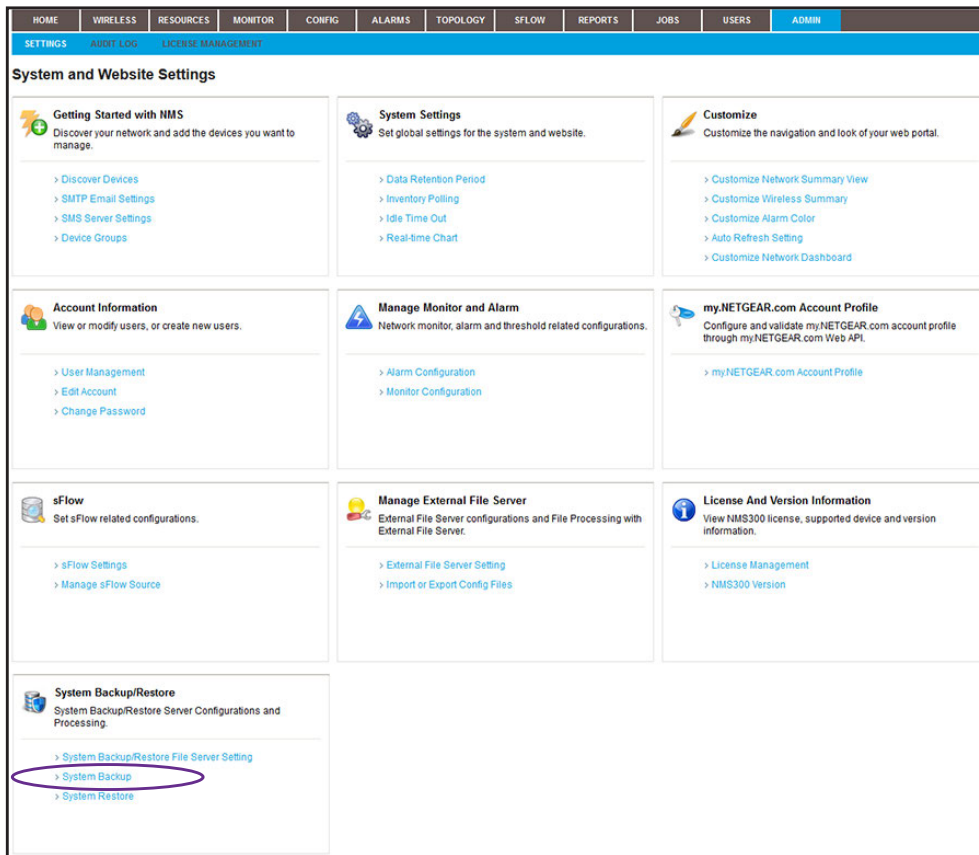 HOME WIRELESS RESOURCES MONITOR CONFIG ALARMS TOPOLOGY SFLOW REPORTS JOBS USERS ADMIN
SETTINGS AUDIT LOG LICENSE MANAGEMENT
System and Website Settings
Getting Started with NMS
Discover your network and add the devices you want to
manage.
> Discover Devices
> SMTP Email Settings
> SMS Server Settings
> Device Groups
System Settings
Set global settings for the system and website.
> Data Retention Period
> Inventory Polling
> Idle Time Out
> Real-time Chart
Customize
Customize the navigation and look of your web portal.
> Customize Network Summary View
> Customize Wireless Summary
> Customize Alarm Color
> Auto Refresh Setting
> Customize Network Dashboard
Account Information
View or modify users, or create new users.
> User Management
> Edit Account
> Change Password
Manage Monitor and Alarm
Network monitor, alarm and threshold related configurations.
> Alarm Configuration
> Monitor Configuration
my.NETGEAR.com Account Profile
Configure and validate my.NETGEAR.com account profile
through my.NETGEAR.com Web API.
> my.NETGEAR.com Account Profile
sFlow
Set sFlow related configurations.
> sFlow Settings
> Manage sFlow Source
Manage External File Server
External File Server configurations and File Processing with
External File Server.
> External File Server Setting
> Import or Export Config Files
License And Version Information
View NMS300 license, supported device and version
information.
> License Management
> NMS300 Version
System Backup/Restore
System Backup/Restore Server Configurations and
Processing.
> System Backup/Restore File Server Setting
> System Backup
> System Restore